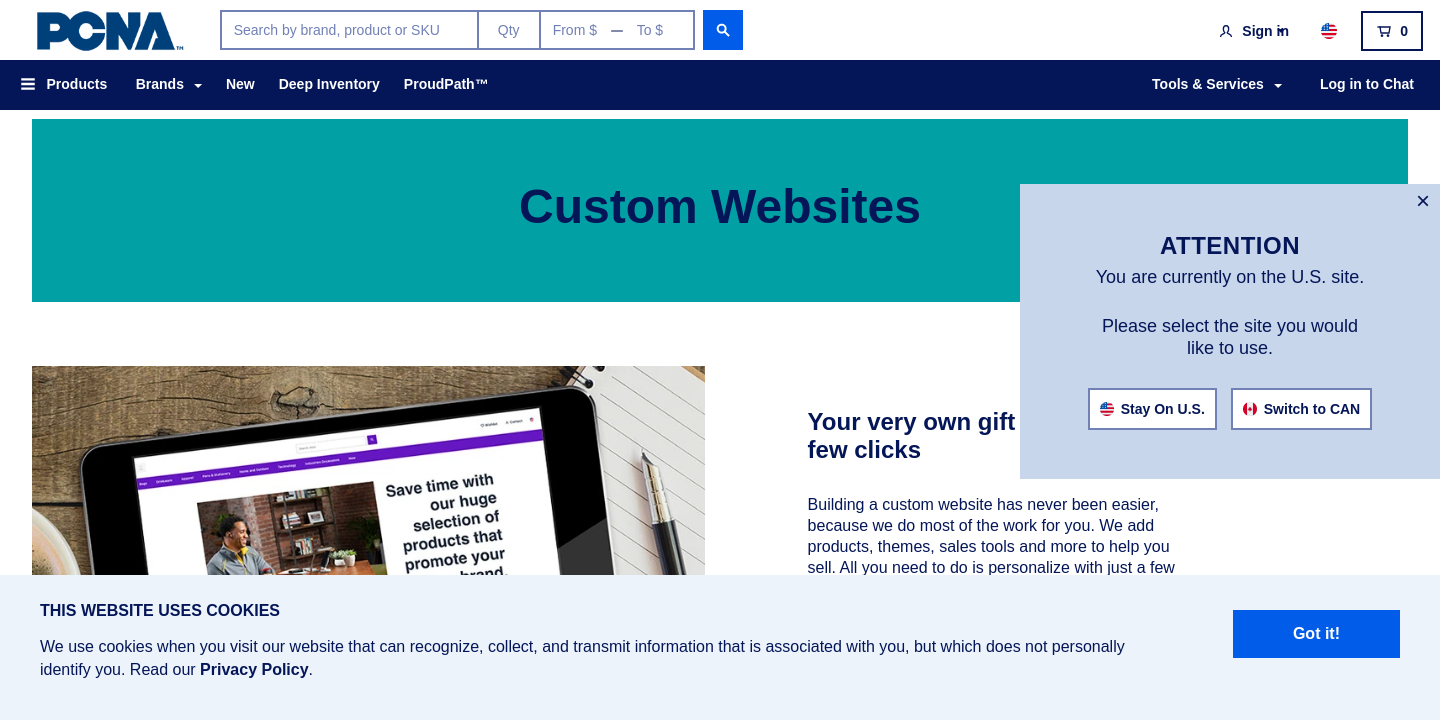 PCNA™
Search by brand, product or SKU
Qty
From $ — To $
Sign in
0
Products
Brands
New
Deep Inventory
ProudPath™
Tools & Services
Log in to Chat
Custom Websites
×
ATTENTION
You are currently on the U.S. site.
Please select the site you would
like to use.
Stay On U.S.
Switch to CAN
Save time with
our huge
selection of
products that
promote your
brand.
Your very own gift
few clicks
Building a custom website has never been easier,
because we do most of the work for you. We add
products, themes, sales tools and more to help you
sell. All you need to do is personalize with just a few
THIS WEBSITE USES COOKIES
We use cookies when you visit our website that can recognize, collect, and transmit information that is associated with you, but which does not personally
identify you. Read our Privacy Policy.
Got it!